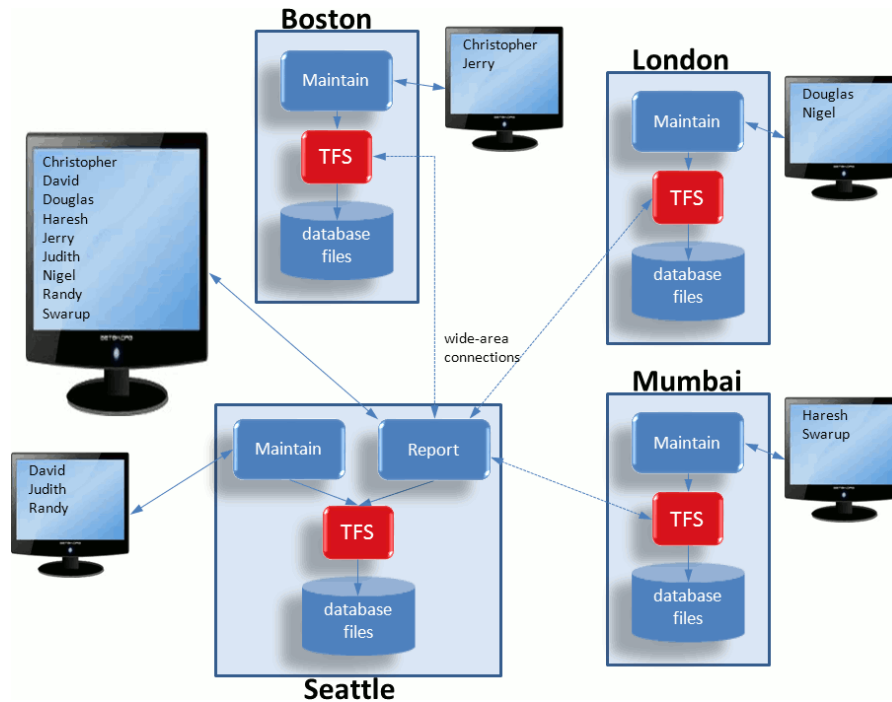 Boston
Maintain
TFS
database
files
Christopher
Jerry
London
Maintain
TFS
database
files
Douglas
Nigel
Christopher
David
Douglas
Haresh
Jerry
Judith
Nigel
Randy
Swarup
wide-area
connections
Mumbai
Maintain
TFS
database
files
Haresh
Swarup
David
Judith
Randy
Maintain
Report
TFS
database
files
Seattle